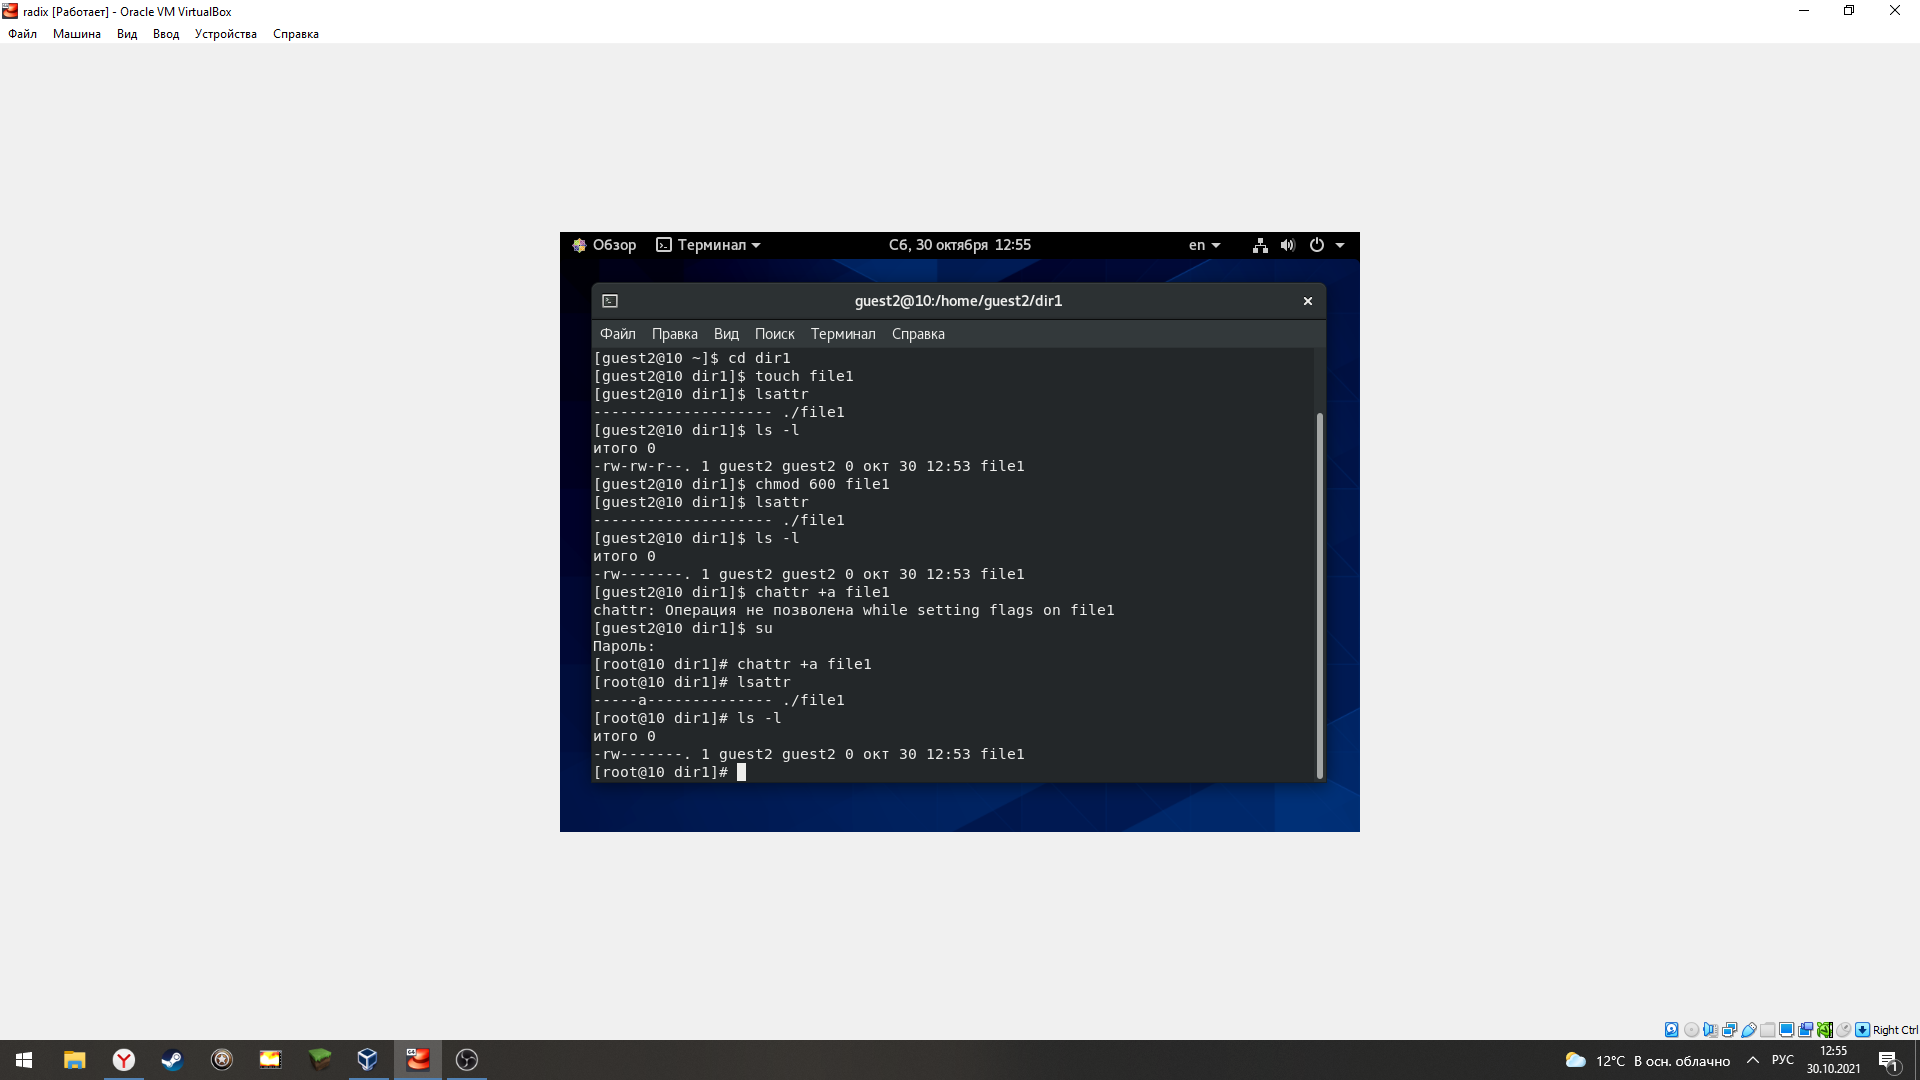 radix [Работает] - Oracle VM VirtualBox
Файл Машина Вид Ввод Устройства Справка
Обзор Терминал Сб, 30 октября 12:55 en
guest2@10:/home/guest2/dir1
Файл Правка Вид Поиск Терминал Справка
[guest2@10 ~]$ cd dir1
[guest2@10 dir1]$ touch file1
[guest2@10 dir1]$ lsattr
-------------------- ./file1
[guest2@10 dir1]$ ls -l
итого 0
-rw-rw-r--. 1 guest2 guest2 0 окт 30 12:53 file1
[guest2@10 dir1]$ chmod 600 file1
[guest2@10 dir1]$ lsattr
-------------------- ./file1
[guest2@10 dir1]$ ls -l
итого 0
-rw-------. 1 guest2 guest2 0 окт 30 12:53 file1
[guest2@10 dir1]$ chattr +a file1
chattr: Операция не позволена while setting flags on file1
[guest2@10 dir1]$ su
Пароль:
[root@10 dir1]# chattr +a file1
[root@10 dir1]# lsattr
-----a-------------- ./file1
[root@10 dir1]# ls -l
итого 0
-rw-------. 1 guest2 guest2 0 окт 30 12:53 file1
[root@10 dir1]#
Right Ctrl
12°C В осн. облачно РУС 12:55
30.10.2021
1